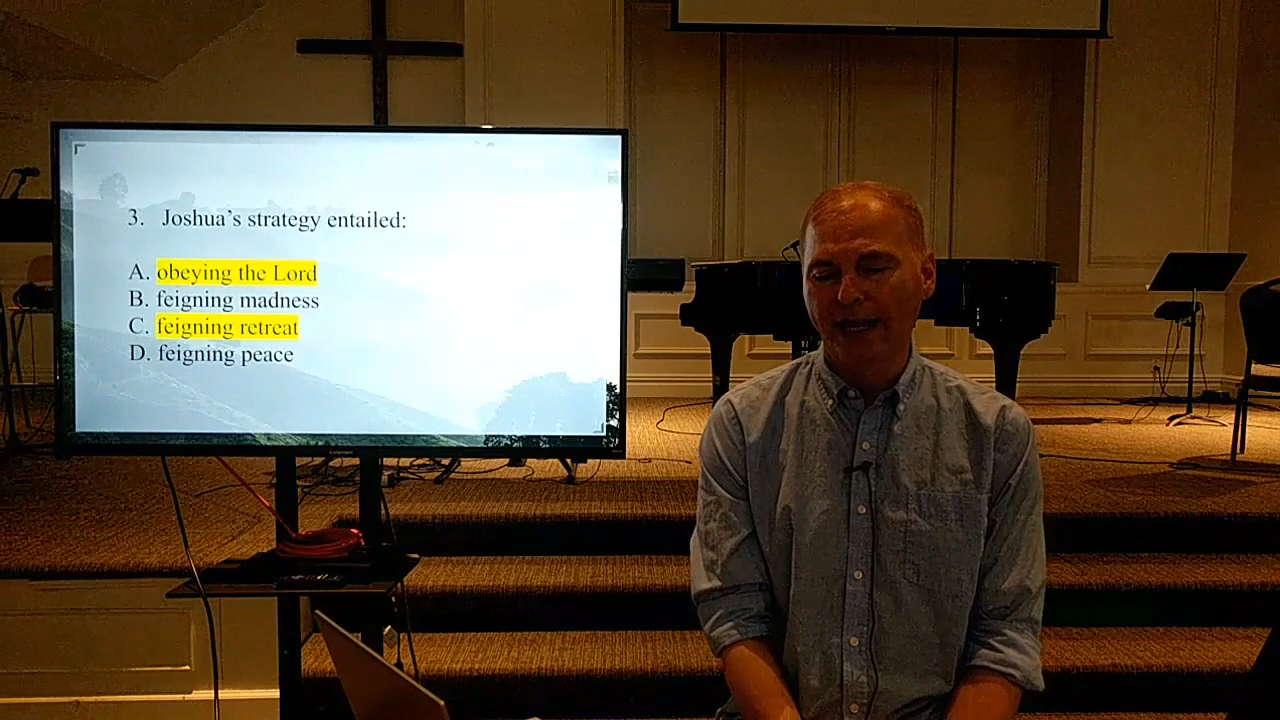 3. Joshua's strategy entailed:
A. obeying the Lord
B. feigning madness
C. feigning retreat
D. feigning peace